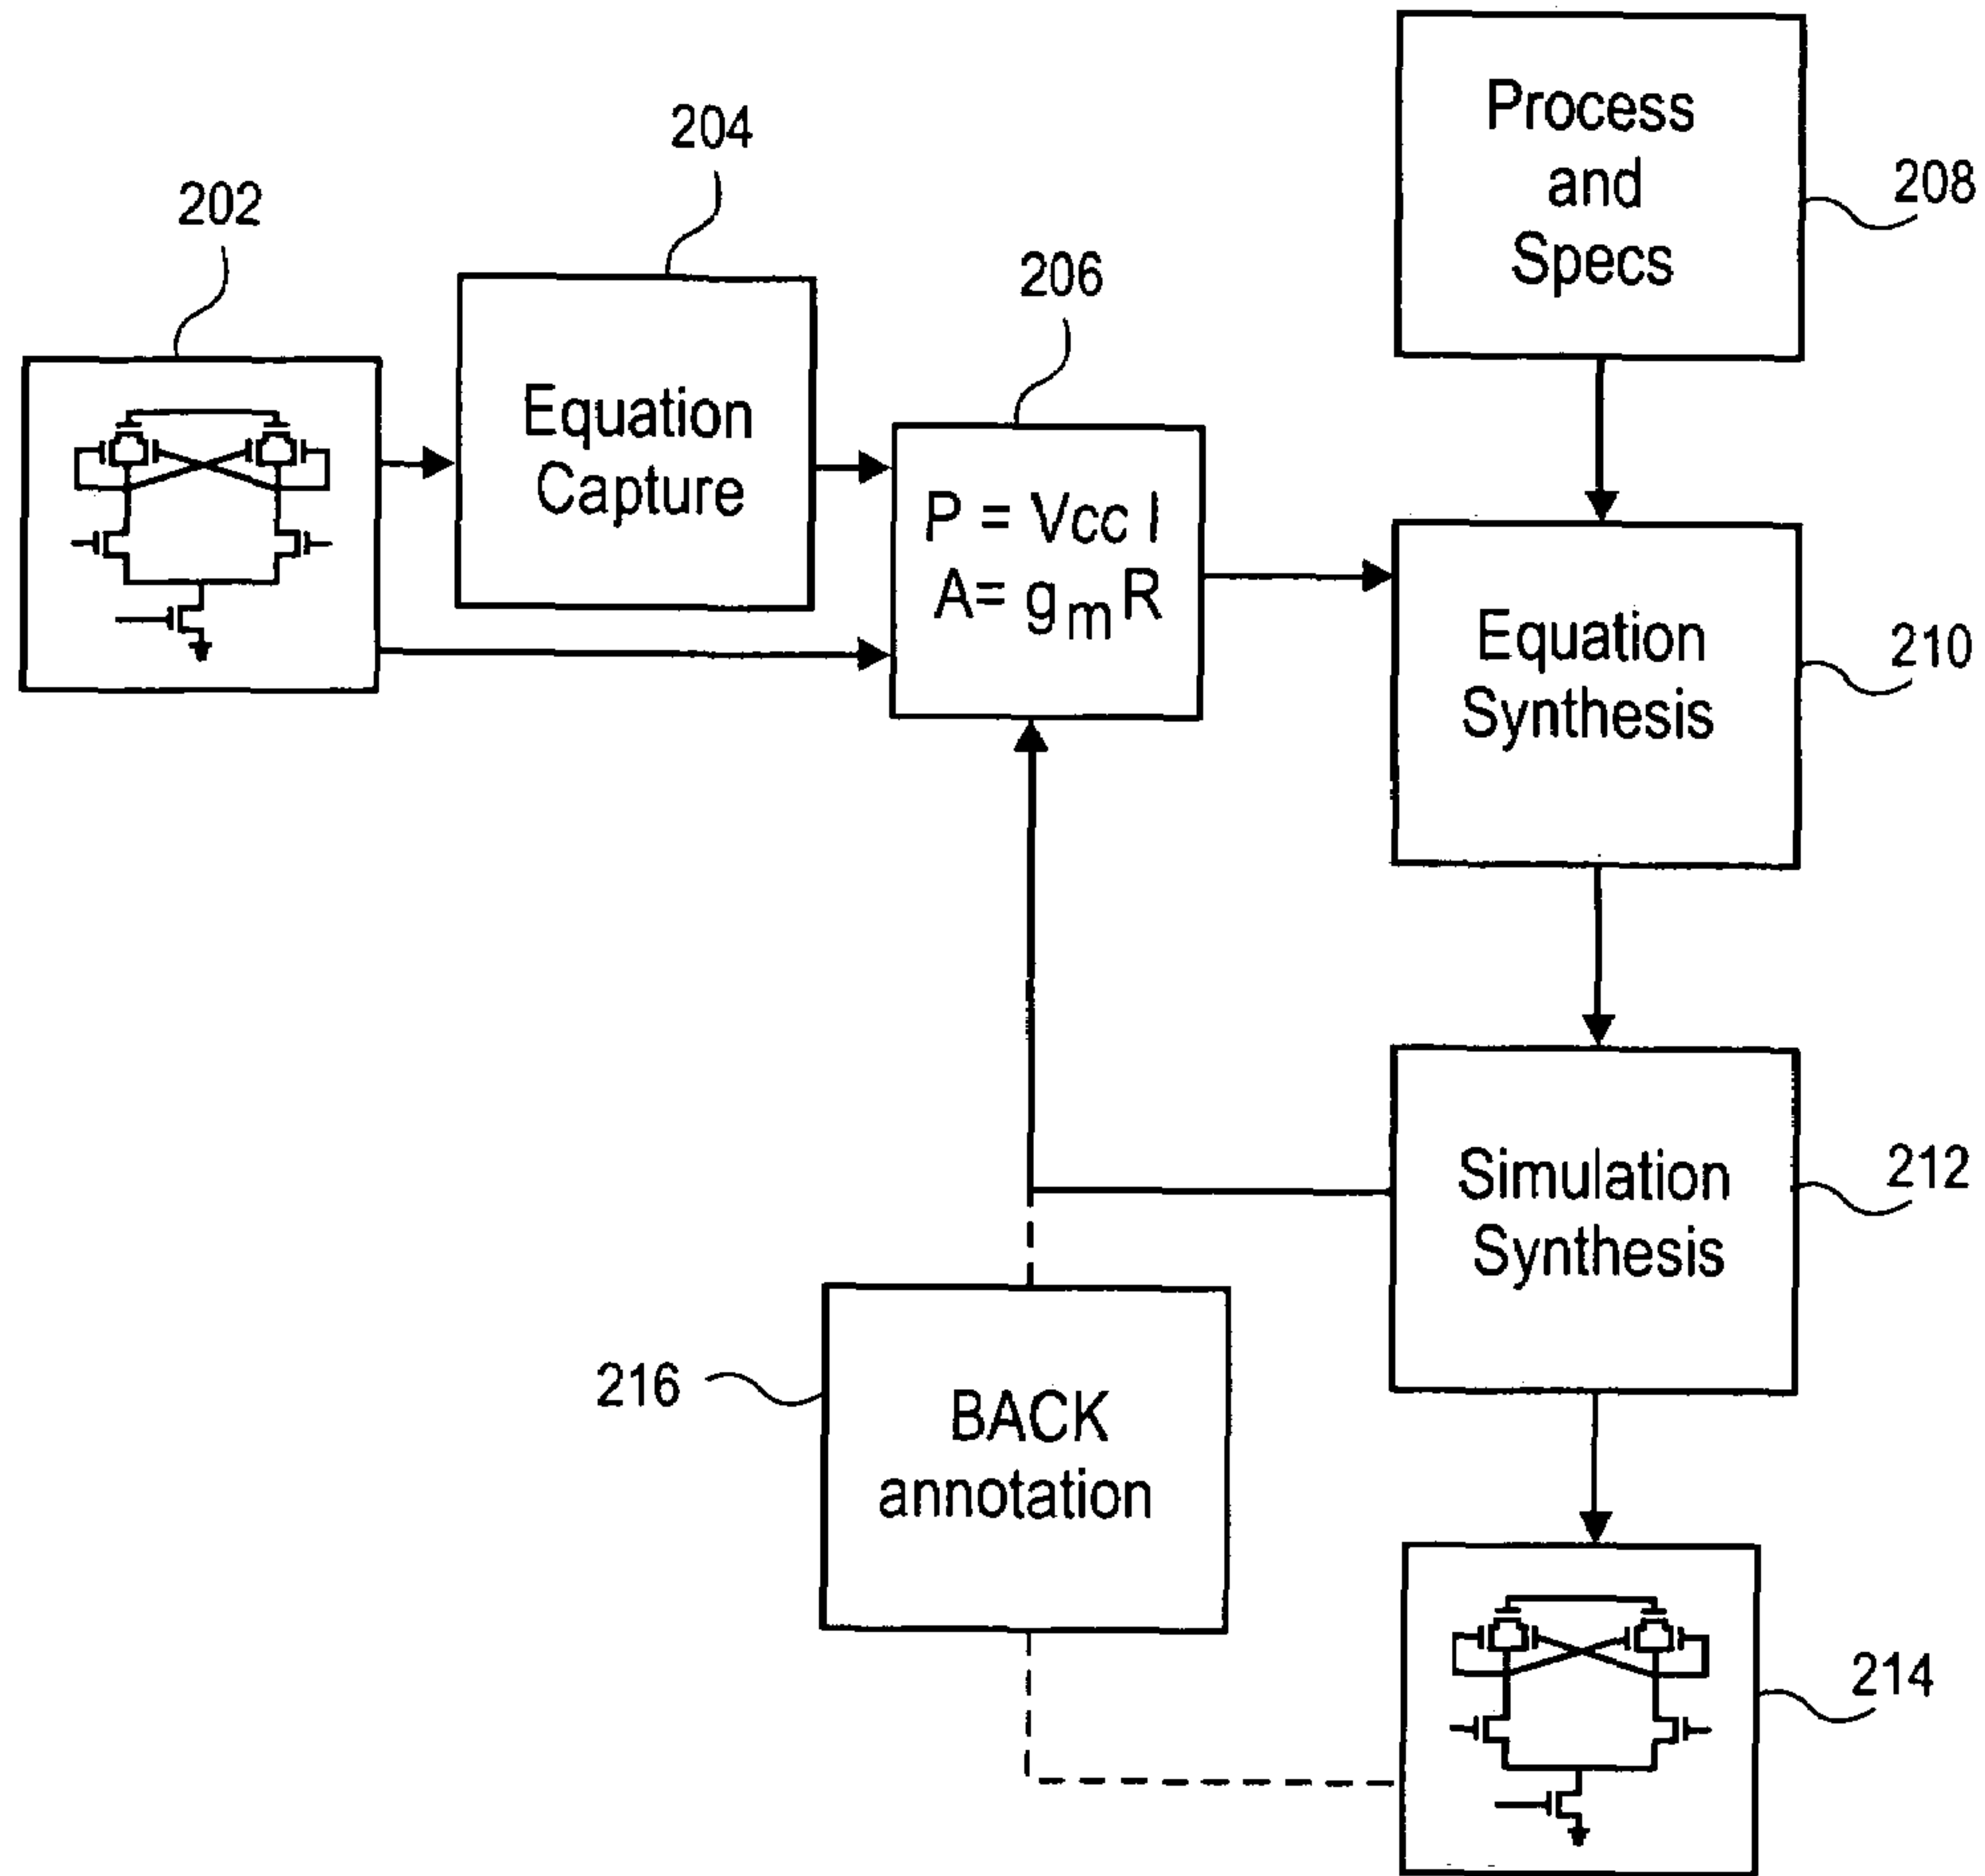 202
204
Equation
Capture
206
P = Vcc I
A= gmR
Process
and
Specs
208
Equation
Synthesis
210
Simulation
Synthesis
212
216
BACK
annotation
214